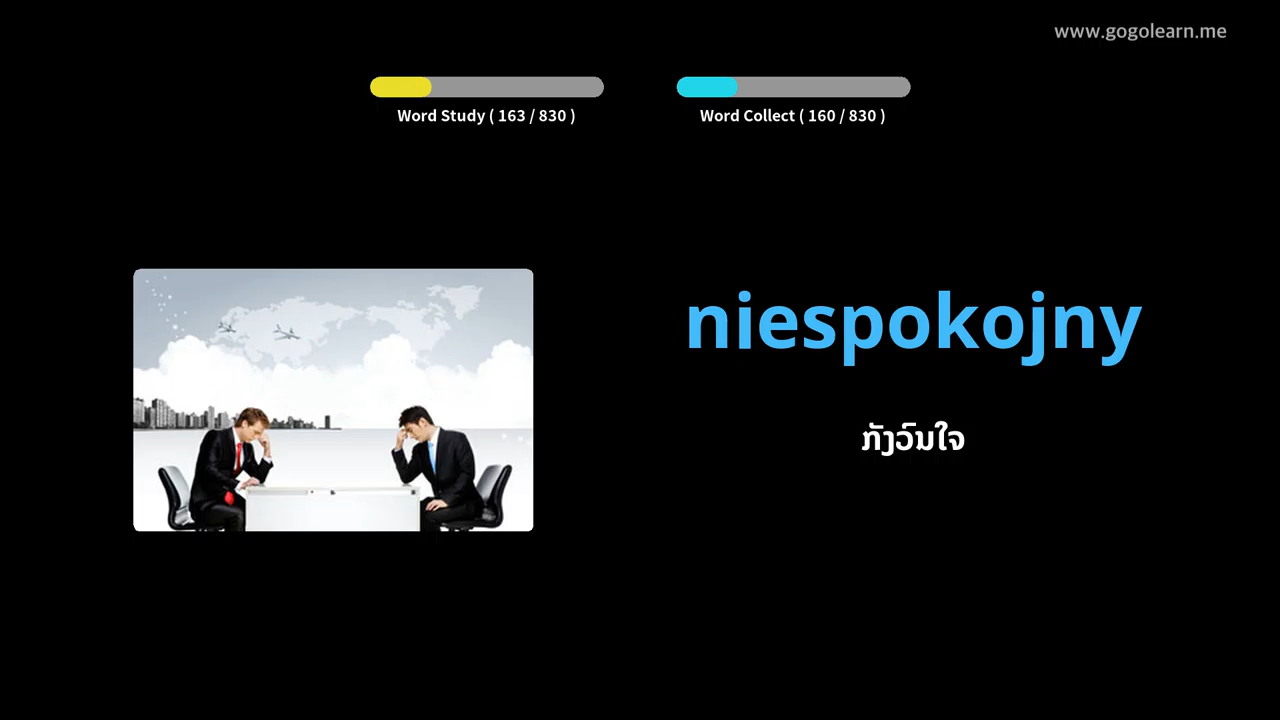 www.gogolearn.me
Word Study ( 163 / 830 )
Word Collect ( 160 / 830 )
niespokojny
ກັງວົນໃຈ